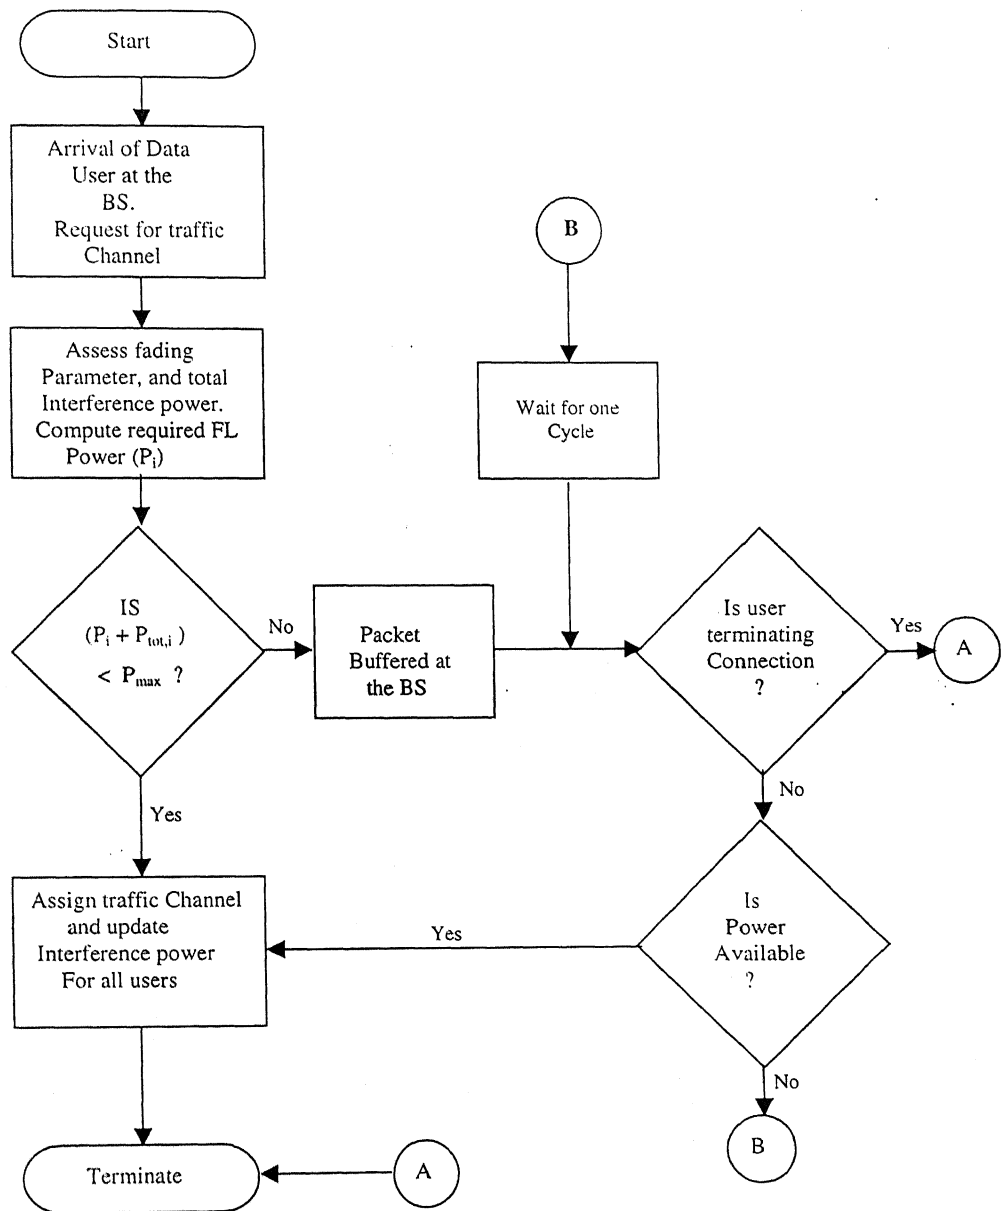 Start
Arrival of Data
User at the
BS.
Request for traffic
Channel
Assess fading
Parameter, and total
Interference power.
Compute required FL
Power (Pi)
IS
(Pi + Ptot,i )
< Pmax ?
No
Yes
Packet
Buffered at
the BS
B
Wait for one
Cycle
Is user
terminating
Connection
?
Yes
A
No
Is
Power
Available
?
Yes
No
B
Assign traffic Channel
and update
Interference power
For all users
Terminate
A